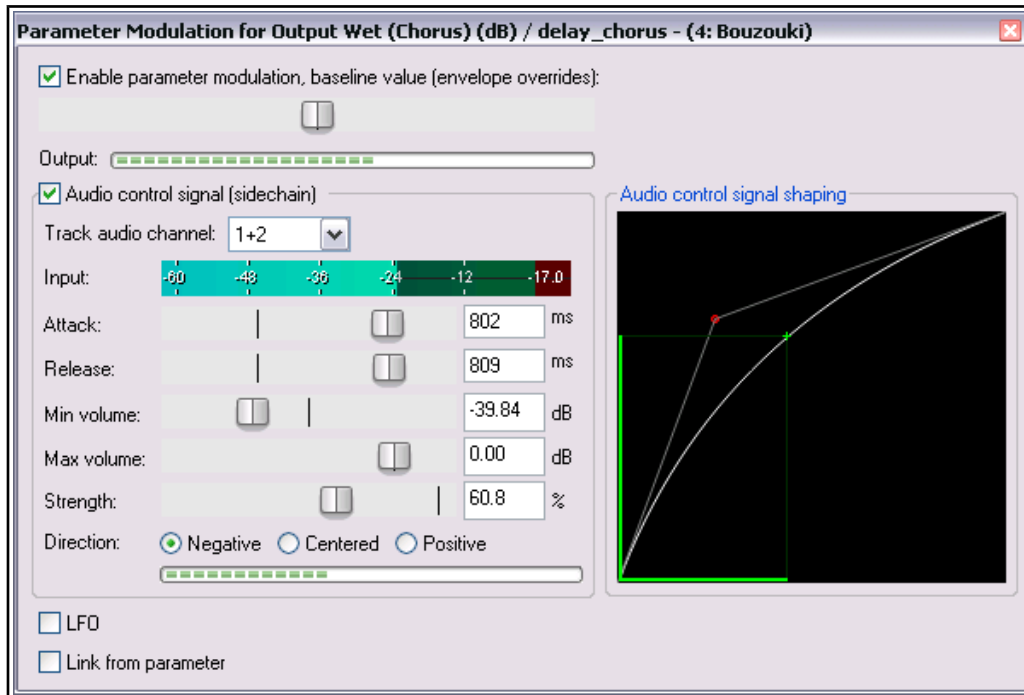 Parameter Modulation for Output Wet (Chorus) (dB) / delay_chorus - (4: Bouzouki)
Enable parameter modulation, baseline value (envelope overrides):
Output:
Audio control signal (sidechain)
Track audio channel: 1+2
Input: -60 -48 -36 -24 -12 -17.0
Attack: 802 ms
Release: 809 ms
Min volume: -39.84 dB
Max volume: 0.00 dB
Strength: 60.8 %
Direction: Negative Centered Positive
Audio control signal shaping
LFO
Link from parameter